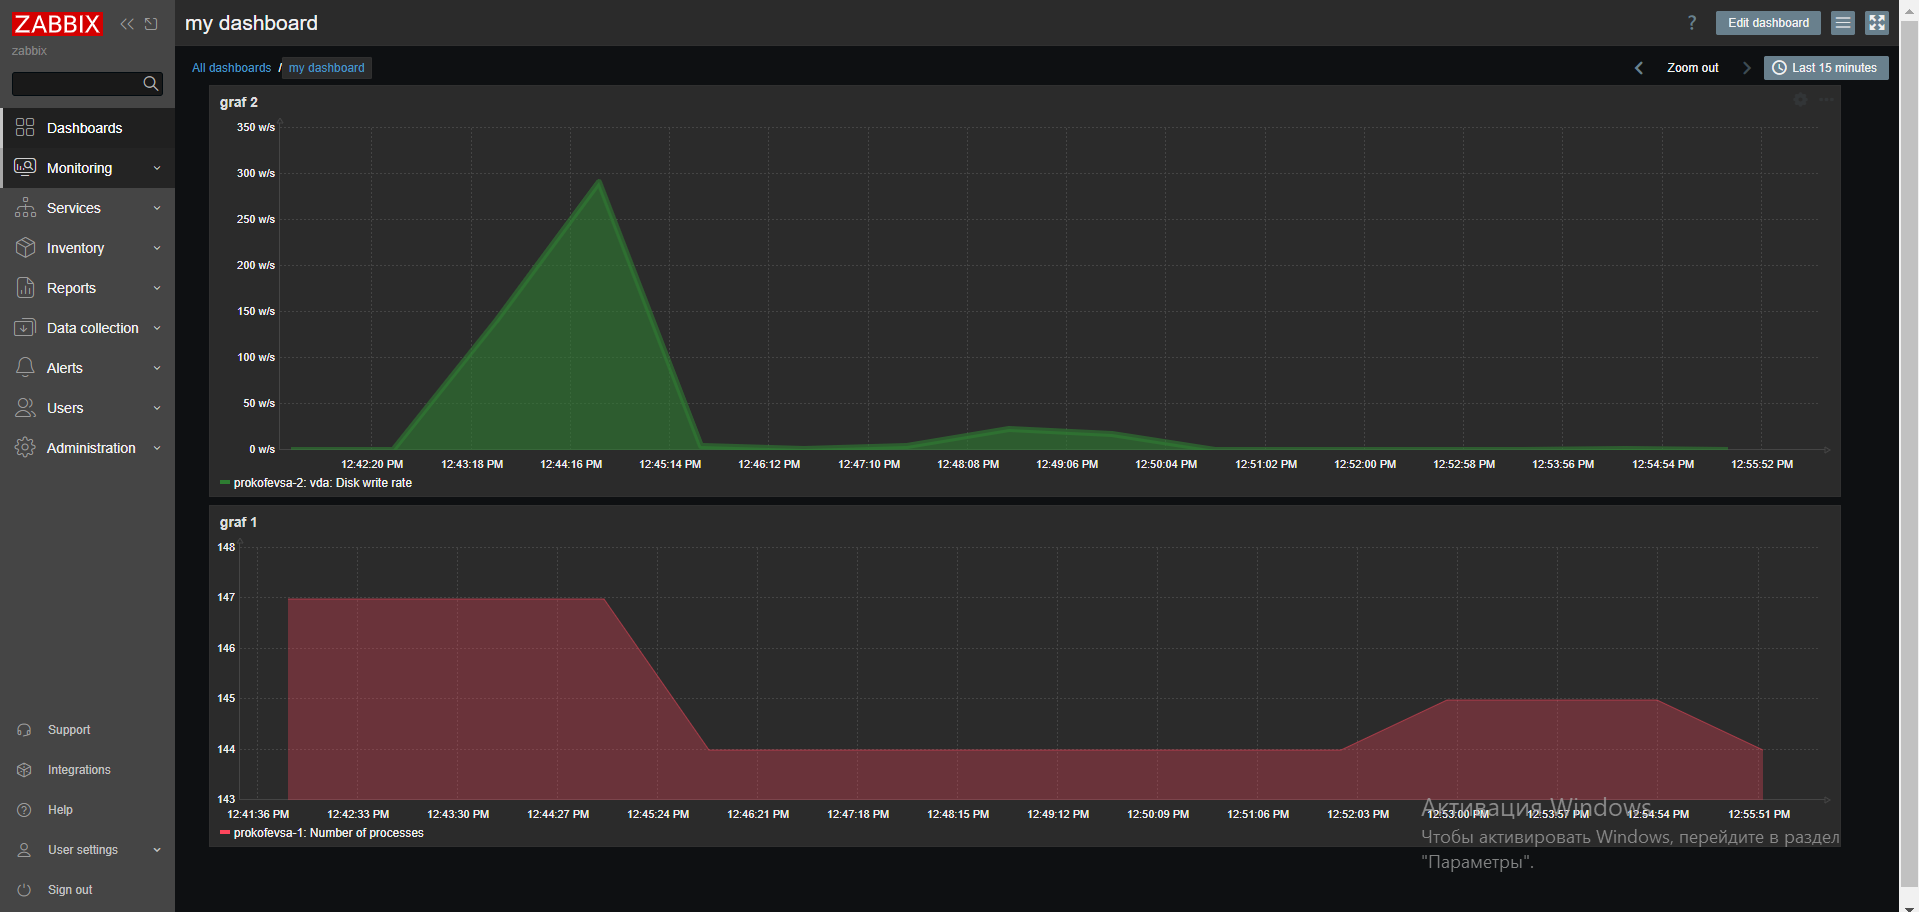 ZABBIX
zabbix
my dashboard
?
Edit dashboard
All dashboards / my dashboard
Zoom out
Last 15 minutes
Dashboards
Monitoring
Services
Inventory
Reports
Data collection
Alerts
Users
Administration
Support
Integrations
Help
User settings
Sign out
graf 2
350 w/s
300 w/s
250 w/s
200 w/s
150 w/s
100 w/s
50 w/s
0 w/s
12:42:20 PM 12:43:18 PM 12:44:16 PM 12:45:14 PM 12:46:12 PM 12:47:10 PM 12:48:08 PM 12:49:06 PM 12:50:04 PM 12:51:02 PM 12:52:00 PM 12:52:58 PM 12:53:56 PM 12:54:54 PM 12:55:52 PM
prokofevsa-2: vda: Disk write rate
graf 1
148
147
146
145
144
143
12:41:36 PM 12:42:33 PM 12:43:30 PM 12:44:27 PM 12:45:24 PM 12:46:21 PM 12:47:18 PM 12:48:15 PM 12:49:12 PM 12:50:09 PM 12:51:06 PM 12:52:03 PM 12:53:00 PM 12:53:57 PM 12:54:54 PM 12:55:51 PM
prokofevsa-1: Number of processes
Активация Windows
Чтобы активировать Windows, перейдите в раздел
"Параметры".